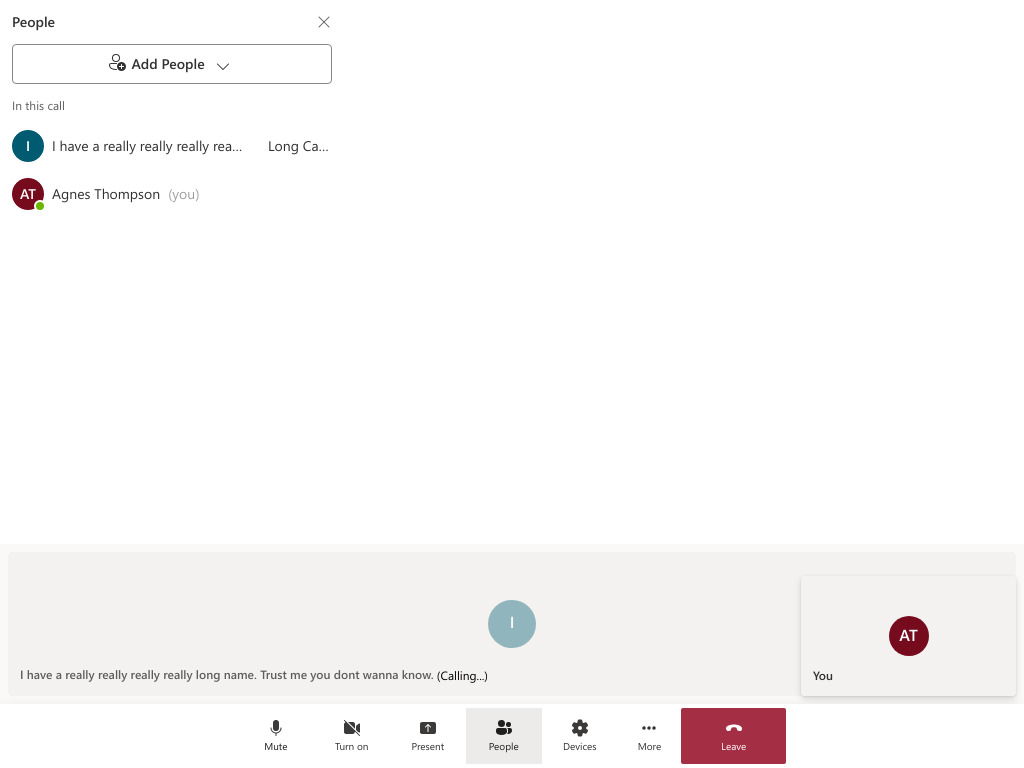 People
Add People
In this call
I I have a really really really rea... Long Ca...
AT Agnes Thompson (you)
I
AT
I have a really really really really long name. Trust me you dont wanna know. (Calling...)
You
Mute Turn on Present People Devices More Leave